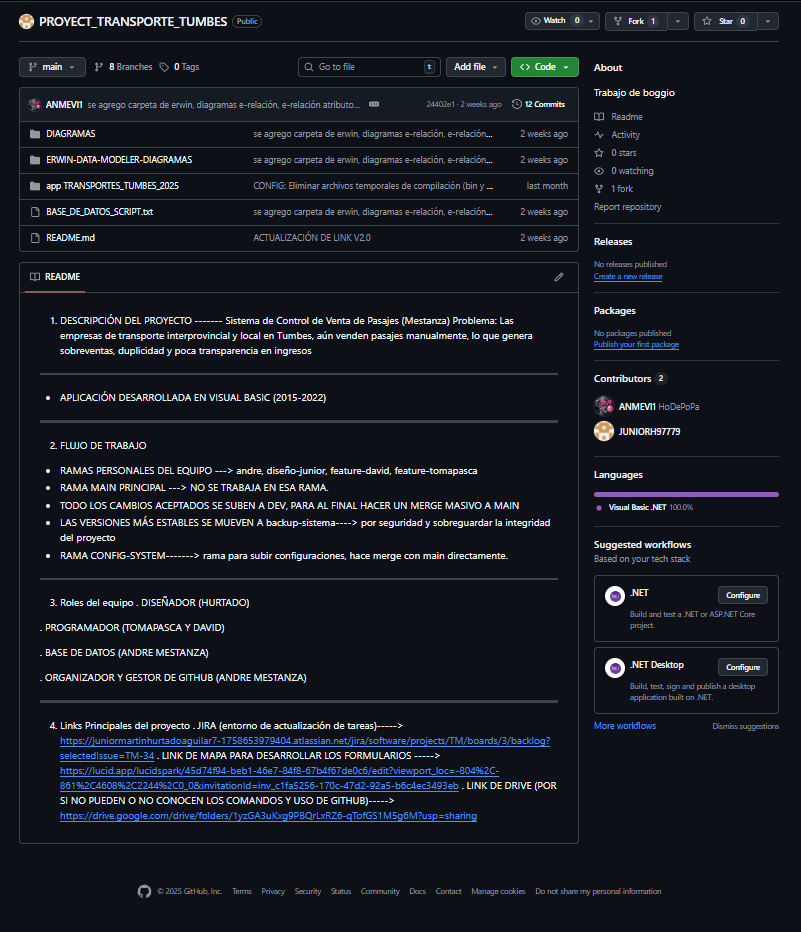 PROYECT_TRANSPORTE_TUMBES Public
Watch 0 Fork 1 Star 0
main 8 Branches 0 Tags Go to file t Add file Code
ANMEVI1 se agrego carpeta de erwin, diagramas e-relación, e-relación atributo... 24402e1 · 2 weeks ago 12 Commits
DIAGRAMAS se agrego carpeta de erwin, diagramas e-relación, e-relación... 2 weeks ago
ERWIN-DATA-MODELER-DIAGRAMAS se agrego carpeta de erwin, diagramas e-relación, e-relación... 2 weeks ago
app TRANSPORTES_TUMBES_2025 CONFIG: Eliminar archivos temporales de compilación (bin y ... last month
BASE_DE_DATOS_SCRIPT.txt se agrego carpeta de erwin, diagramas e-relación, e-relación... 2 weeks ago
README.md ACTUALIZACIÓN DE LINK V2.0 2 weeks ago
README
1. DESCRIPCIÓN DEL PROYECTO ------- Sistema de Control de Venta de Pasajes (Mestanza) Problema: Las
empresas de transporte interprovincial y local en Tumbes, aún venden pasajes manualmente, lo que genera
sobreventas, duplicidad y poca transparencia en ingresos
• APLICACIÓN DESARROLLADA EN VISUAL BASIC (2015-2022)
2. FLUJO DE TRABAJO
• RAMAS PERSONALES DEL EQUIPO ---> andre, diseño-junior, feature-david, feature-tomapasca
• RAMA MAIN PRINCIPAL ---> NO SE TRABAJA EN ESA RAMA.
• TODO LOS CAMBIOS ACEPTADOS SE SUBEN A DEV, PARA AL FINAL HACER UN MERGE MASIVO A MAIN
• LAS VERSIONES MÁS ESTABLES SE MUEVEN A backup-sistema----> por seguridad y sobreguardar la integridad
del proyecto
• RAMA CONFIG-SYSTEM-------> rama para subir configuraciones, hace merge con main directamente.
3. Roles del equipo . DISEÑADOR (HURTADO)
. PROGRAMADOR (TOMAPASCA Y DAVID)
. BASE DE DATOS (ANDRE MESTANZA)
. ORGANIZADOR Y GESTOR DE GITHUB (ANDRE MESTANZA)
4. Links Principales del proyecto . JIRA (entorno de actualización de tareas)----->
https://juniormartinhurtadoaguilar7-1758653979404.atlassian.net/jira/software/projects/TM/boards/3/backlog?
selectedIssue=TM-34 . LINK DE MAPA PARA DESARROLLAR LOS FORMULARIOS ----->
https://lucid.app/lucidspark/45d74f94-beb1-46e7-84f8-67b4f67de0c6/edit?viewport_loc=-804%2C-
861%2C4608%2C2244%2C0_0&invitationId=inv_c1fa5256-170c-47d2-92a5-b6c4ec3493eb . LINK DE DRIVE (POR
SI NO PUEDEN O NO CONOCEN LOS COMANDOS Y USO DE GITHUB)----->
https://drive.google.com/drive/folders/1yzGA3uKxg9PBQrLxRZ6-qTofGS1M5g6M?usp=sharing
About
Trabajo de boggio
Readme
Activity
0 stars
0 watching
1 fork
Report repository
Releases
No releases published
Create a new release
Packages
No packages published
Publish your first package
Contributors 2
ANMEVI1 HoDePoPa
JUNIORH97779
Languages
Visual Basic .NET 100.0%
Suggested workflows
Based on your tech stack
.NET Configure
Build and test a .NET or ASP.NET Core
project.
.NET Desktop Configure
Build, test, sign and publish a desktop
application built on .NET.
More workflows Dismiss suggestions
© 2025 GitHub, Inc. Terms Privacy Security Status Community Docs Contact Manage cookies Do not share my personal information